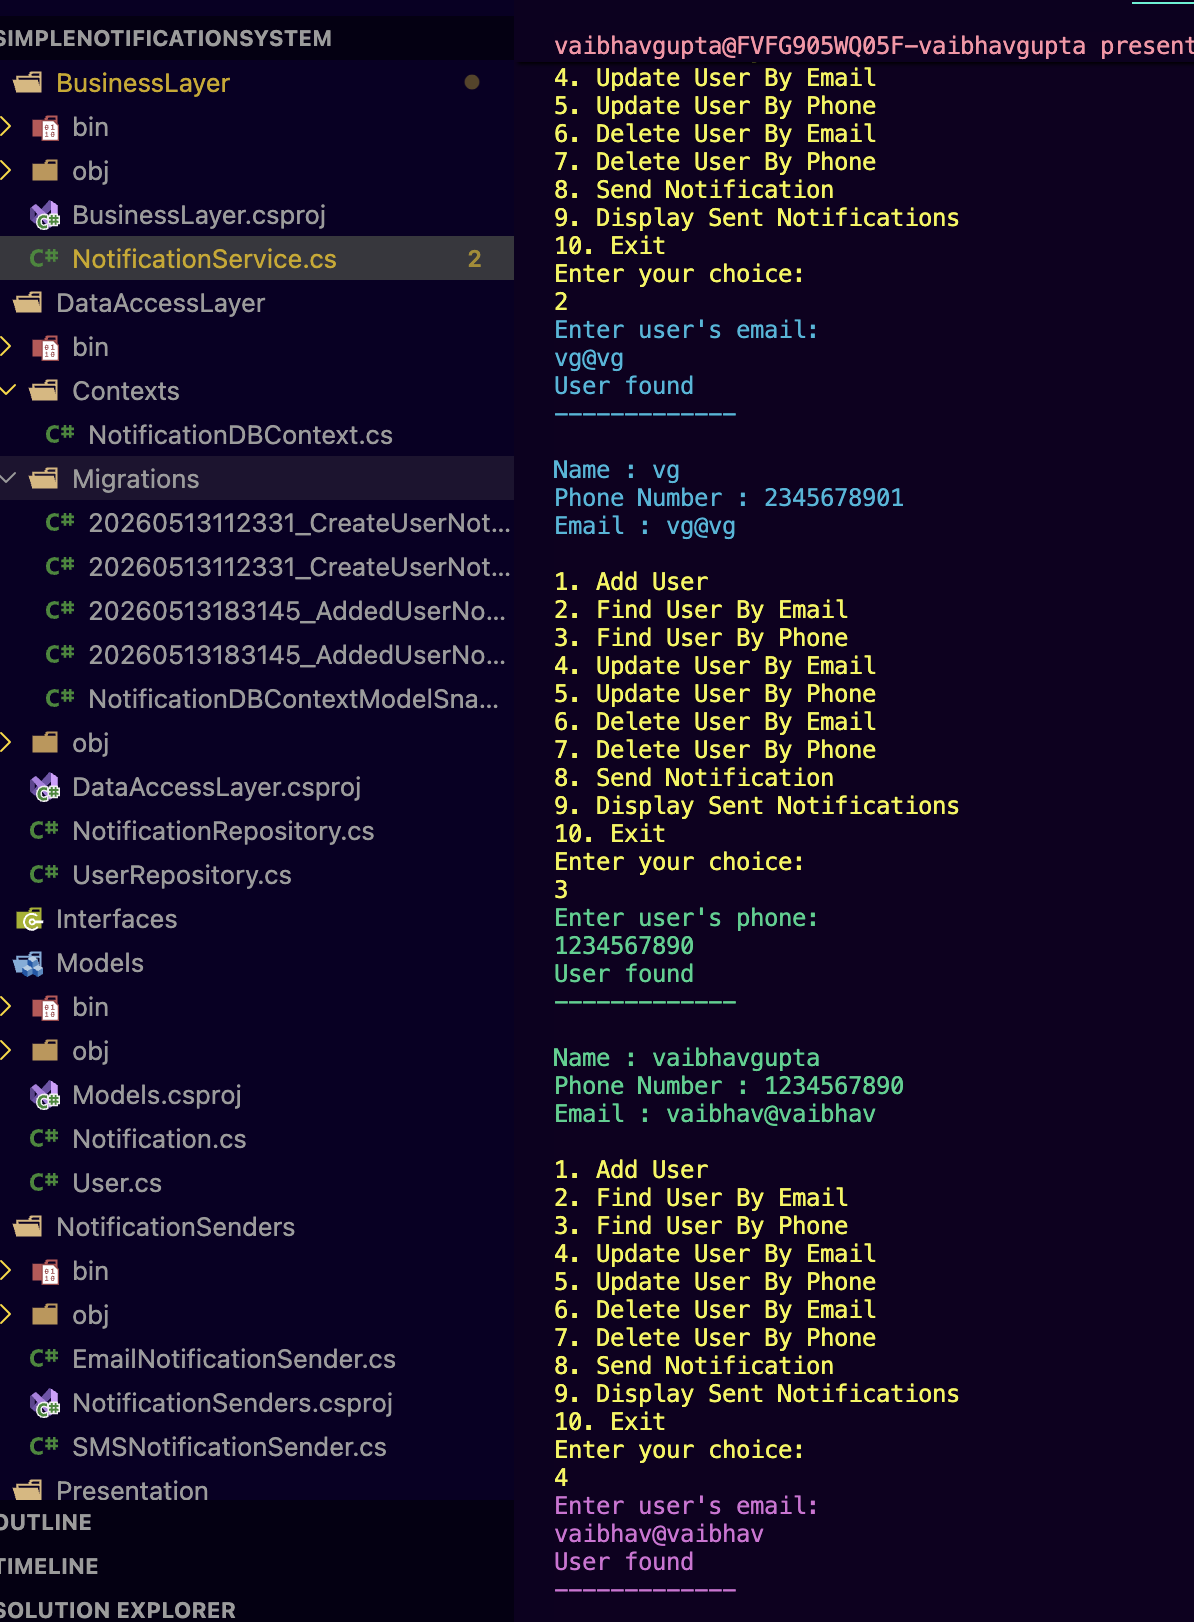 SIMPLENOTIFICATIONSYSTEM
BusinessLayer
bin
obj
BusinessLayer.csproj
NotificationService.cs 2
DataAccessLayer
bin
Contexts
NotificationDBContext.cs
Migrations
20260513112331_CreateUserNot...
20260513112331_CreateUserNot...
20260513183145_AddedUserNo...
20260513183145_AddedUserNo...
NotificationDBContextModelSna...
obj
DataAccessLayer.csproj
NotificationRepository.cs
UserRepository.cs
Interfaces
Models
bin
obj
Models.csproj
Notification.cs
User.cs
NotificationSenders
bin
obj
EmailNotificationSender.cs
NotificationSenders.csproj
SMSNotificationSender.cs
Presentation
OUTLINE
TIMELINE
SOLUTION EXPLORER
vaibhavgupta@FVFG905WQ05F-vaibhavgupta present
4. Update User By Email
5. Update User By Phone
6. Delete User By Email
7. Delete User By Phone
8. Send Notification
9. Display Sent Notifications
10. Exit
Enter your choice:
2
Enter user's email:
vg@vg
User found
-------------
Name : vg
Phone Number : 2345678901
Email : vg@vg
1. Add User
2. Find User By Email
3. Find User By Phone
4. Update User By Email
5. Update User By Phone
6. Delete User By Email
7. Delete User By Phone
8. Send Notification
9. Display Sent Notifications
10. Exit
Enter your choice:
3
Enter user's phone:
1234567890
User found
-------------
Name : vaibhavgupta
Phone Number : 1234567890
Email : vaibhav@vaibhav
1. Add User
2. Find User By Email
3. Find User By Phone
4. Update User By Email
5. Update User By Phone
6. Delete User By Email
7. Delete User By Phone
8. Send Notification
9. Display Sent Notifications
10. Exit
Enter your choice:
4
Enter user's email:
vaibhav@vaibhav
User found
-------------